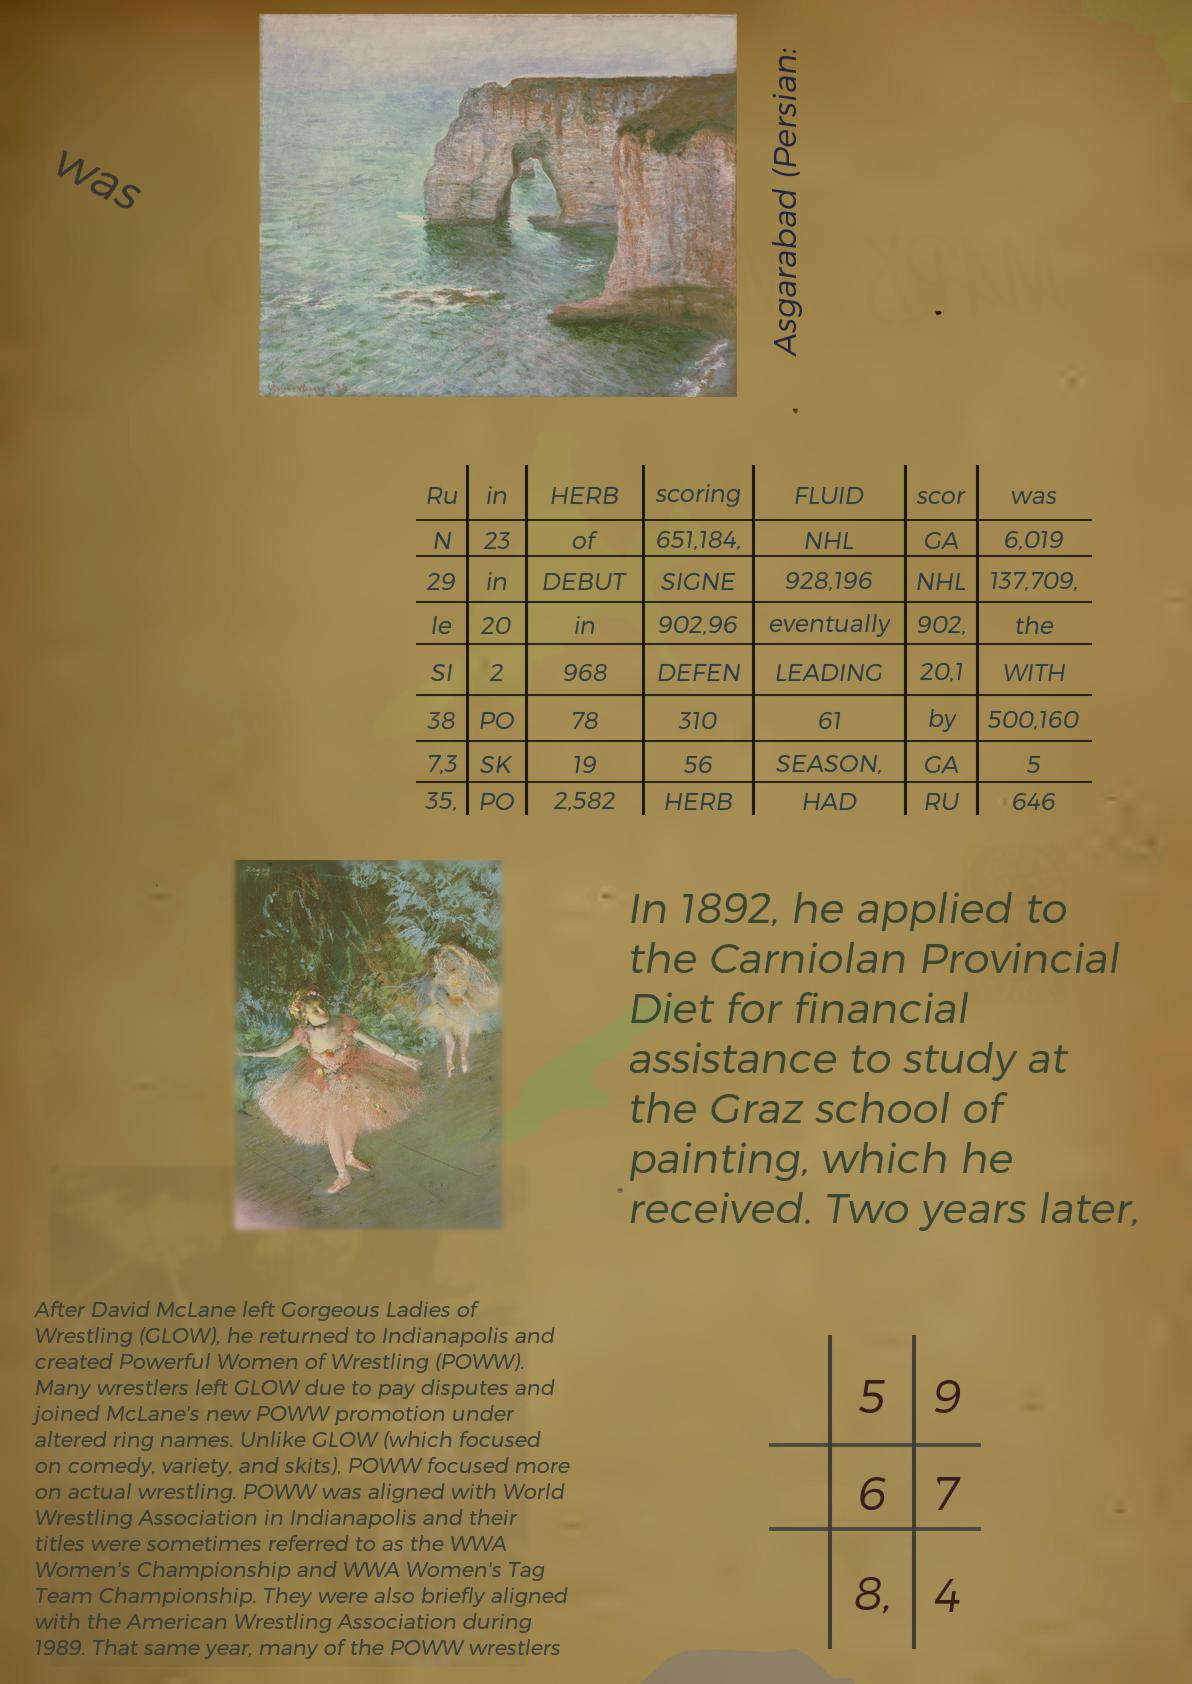 was
Asgarabad (Persian:
Ru in HERB scoring FLUID scor was
N 23 of 651,184, NHL GA 6,019
29 in DEBUT SIGNE 928,196 NHL 137,709,
le 20 in 902,96 eventually 902, the
SI 2 968 DEFEN LEADING 20,1 WITH
38 PO 78 310 61 by 500,160
7,3 SK 19 56 SEASON, GA 5
35, PO 2,582 HERB HAD RU 646
In 1892, he applied to
the Carniolan Provincial
Diet for financial
assistance to study at
the Graz school of
painting, which he
received. Two years later,
After David McLane left Gorgeous Ladies of
Wrestling (GLOW), he returned to Indianapolis and
created Powerful Women of Wrestling (POWW).
Many wrestlers left GLOW due to pay disputes and
joined McLane's new POWW promotion under
altered ring names. Unlike GLOW (which focused
on comedy, variety, and skits), POWW focused more
on actual wrestling. POWW was aligned with World
Wrestling Association in Indianapolis and their
titles were sometimes referred to as the WWA
Women's Championship and WWA Women's Tag
Team Championship. They were also briefly aligned
with the American Wrestling Association during
1989. That same year, many of the POWW wrestlers
5 9
6 7
8, 4